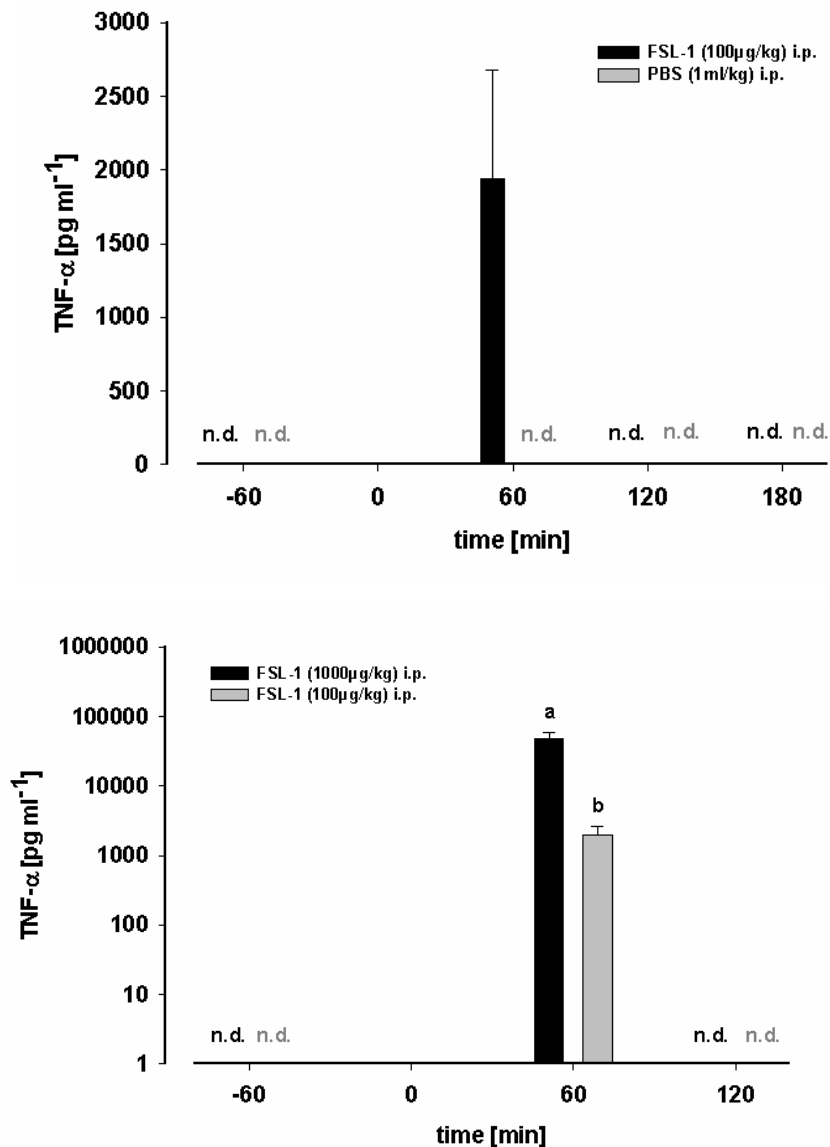 3000
FSL-1 (100µg/kg) i.p.
PBS (1ml/kg) i.p.
2500
2000
1500
1000
500
0
TNF-α [pg ml⁻¹]
n.d. n.d. n.d. n.d. n.d. n.d. n.d.
-60 0 60 120 180
time [min]
1000000
FSL-1 (1000µg/kg) i.p.
FSL-1 (100µg/kg) i.p.
100000
10000
1000
100
10
1
TNF-α [pg ml⁻¹]
a
b
n.d. n.d. n.d. n.d.
-60 0 60 120
time [min]